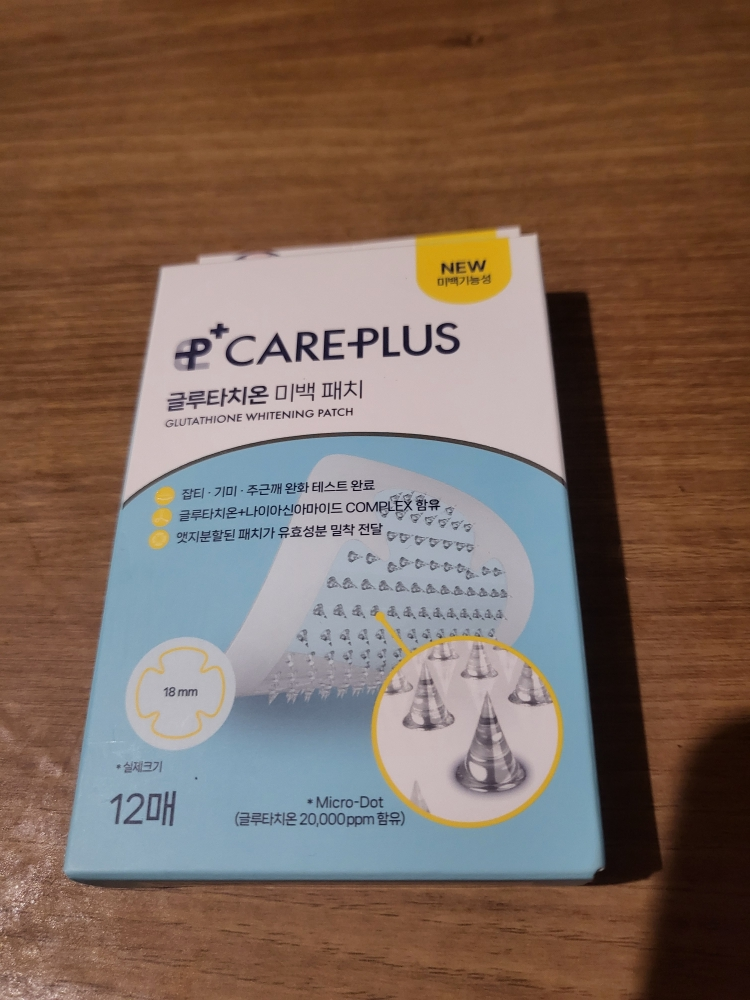 NEW
미백기능성
CAREPLUS
글루타치온 미백 패치
GLUTATHIONE WHITENING PATCH
잡티 · 기미 · 주근깨 완화 테스트 완료
글루타치온+나이아신아마이드 COMPLEX 함유
앳지분할된 패치가 유효성분 밀착 전달
18 mm
* 실제크기
12매
* Micro-Dot
(글루타치온 20,000ppm 함유)